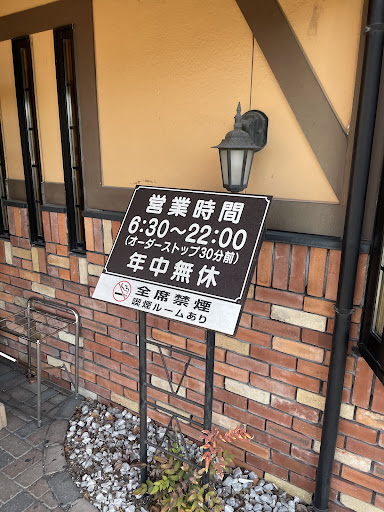 営業時間
6:30～22:00
(オーダーストップ30分前)
年中無休
全席禁煙
喫煙ルームあり